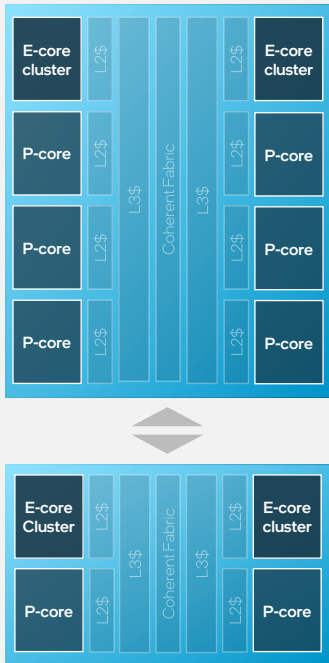 E-core
cluster
L2$
L3$
Coherent Fabric
L3$
L2$
E-core
cluster
P-core
L2$
L2$
P-core
P-core
L2$
L2$
P-core
P-core
L2$
L2$
P-core
E-core
Cluster
L2$
L3$
Coherent Fabric
L3$
L2$
E-core
cluster
P-core
L2$
L2$
P-core